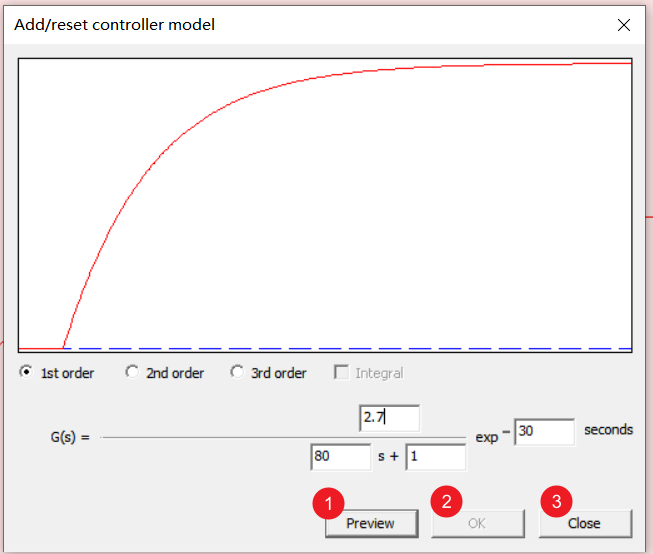 Add/reset controller model
1st order 2nd order 3rd order Integral
2.7
G(s) = exp - 30 seconds
80 s + 1
1 2 3
Preview OK Close